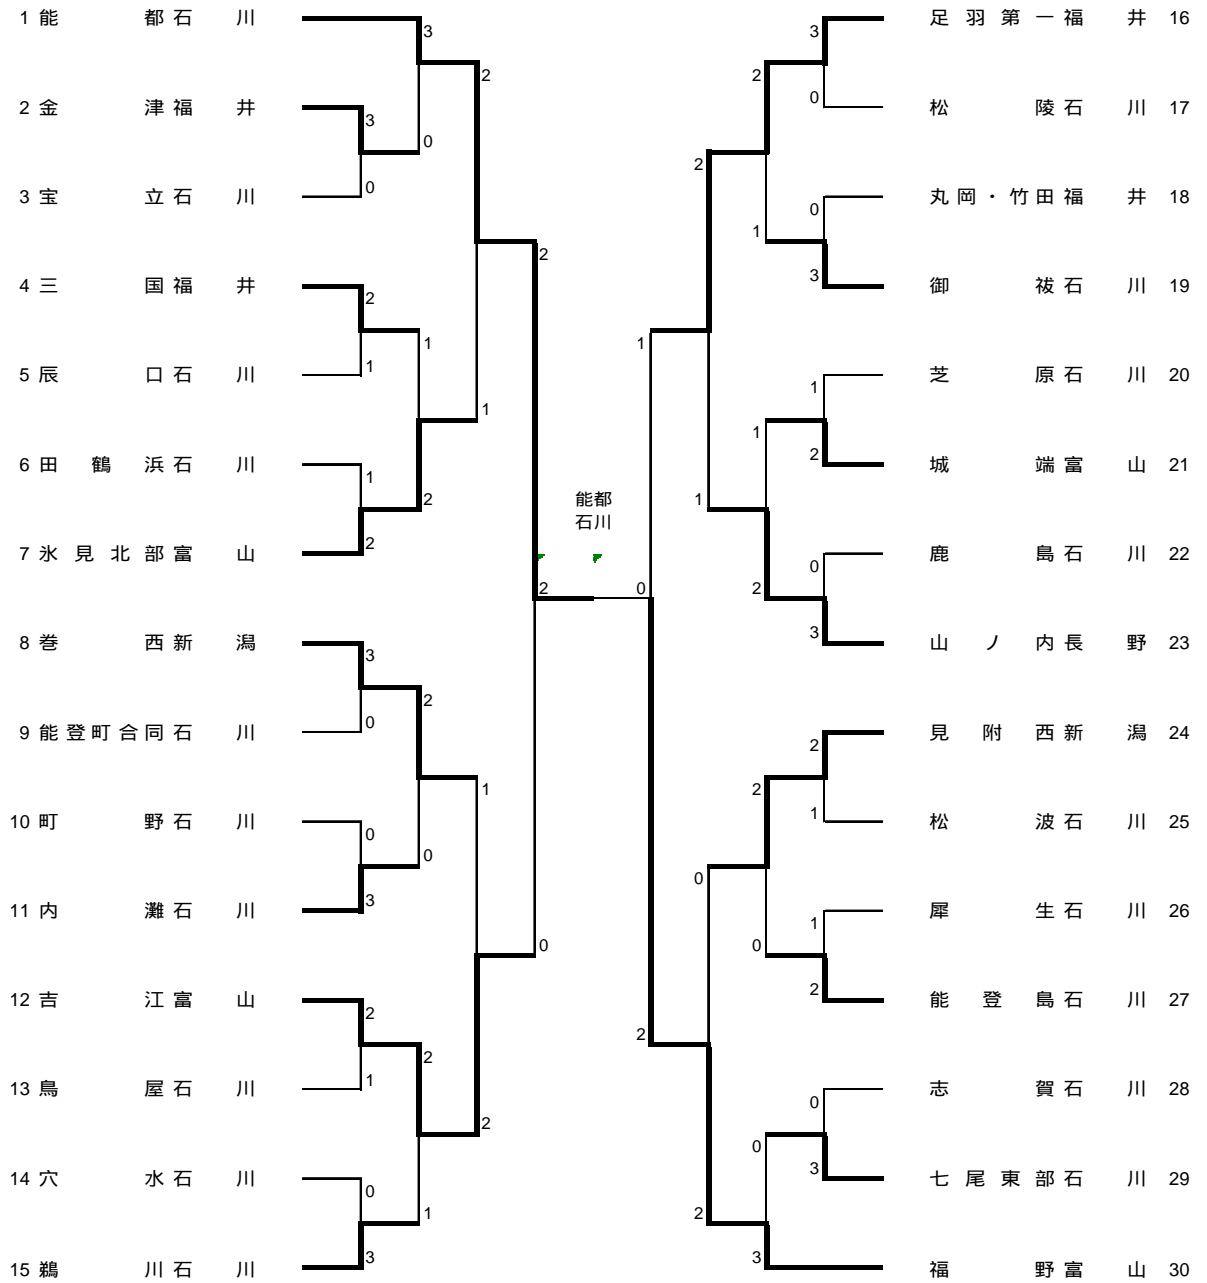 1 能都 石川
3
2
2 金津 福井
3
0
3 宝立 石川
0
2
4 三国 福井
2
1
5 辰口 石川
1
1
6 田鶴浜 石川
1
2
7 氷見北部 富山
2
2
8 巻西 新潟
3
2
9 能登町合同 石川
0
1
10 町野 石川
0
0
11 内灘 石川
3
0
12 吉江 富山
2
2
13 鳥屋 石川
1
2
14 穴水 石川
0
1
15 鵜川 石川
3
能都
石川
0
1
2
足羽第一 福井 16
3
2
松陵 石川 17
0
2
丸岡・竹田 福井 18
0
1
御祓 石川 19
3
芝原 石川 20
1
1
城端 富山 21
2
1
鹿島 石川 22
0
2
山ノ内 長野 23
3
見附西 新潟 24
2
2
松波 石川 25
1
0
犀生 石川 26
1
0
能登島 石川 27
2
志賀 石川 28
0
0
七尾東部 石川 29
3
2
福野 富山 30
3